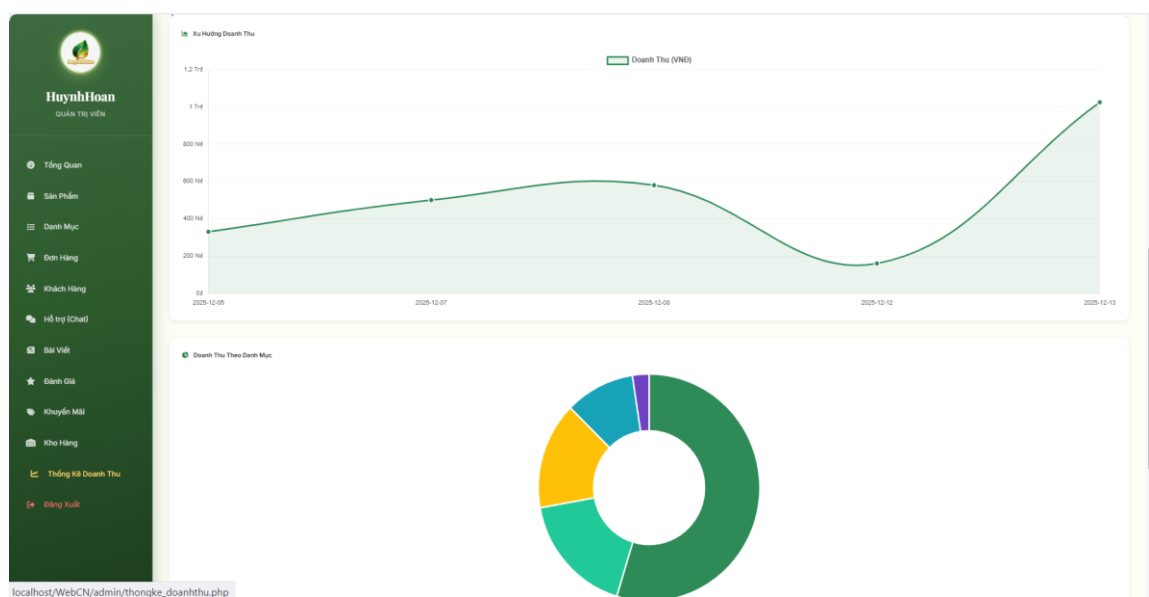 HuynhHoan
HuynhHoan
QUẢN TRỊ VIÊN
Tổng Quan
Sản Phẩm
Danh Mục
Đơn Hàng
Khách Hàng
Hỗ trợ (Chat)
Bài Viết
Đánh Giá
Khuyến Mãi
Kho Hàng
Thống Kê Doanh Thu
Đăng Xuất
localhost/WebCN/admin/thongke_doanhthu.php
Xu Hướng Doanh Thu
Doanh Thu (VNĐ)
1.2 Trđ
1 Trđ
800 Nđ
600 Nđ
400 Nđ
200 Nđ
0đ
2025-12-05
2025-12-07
2025-12-08
2025-12-12
2025-12-13
Doanh Thu Theo Danh Mục